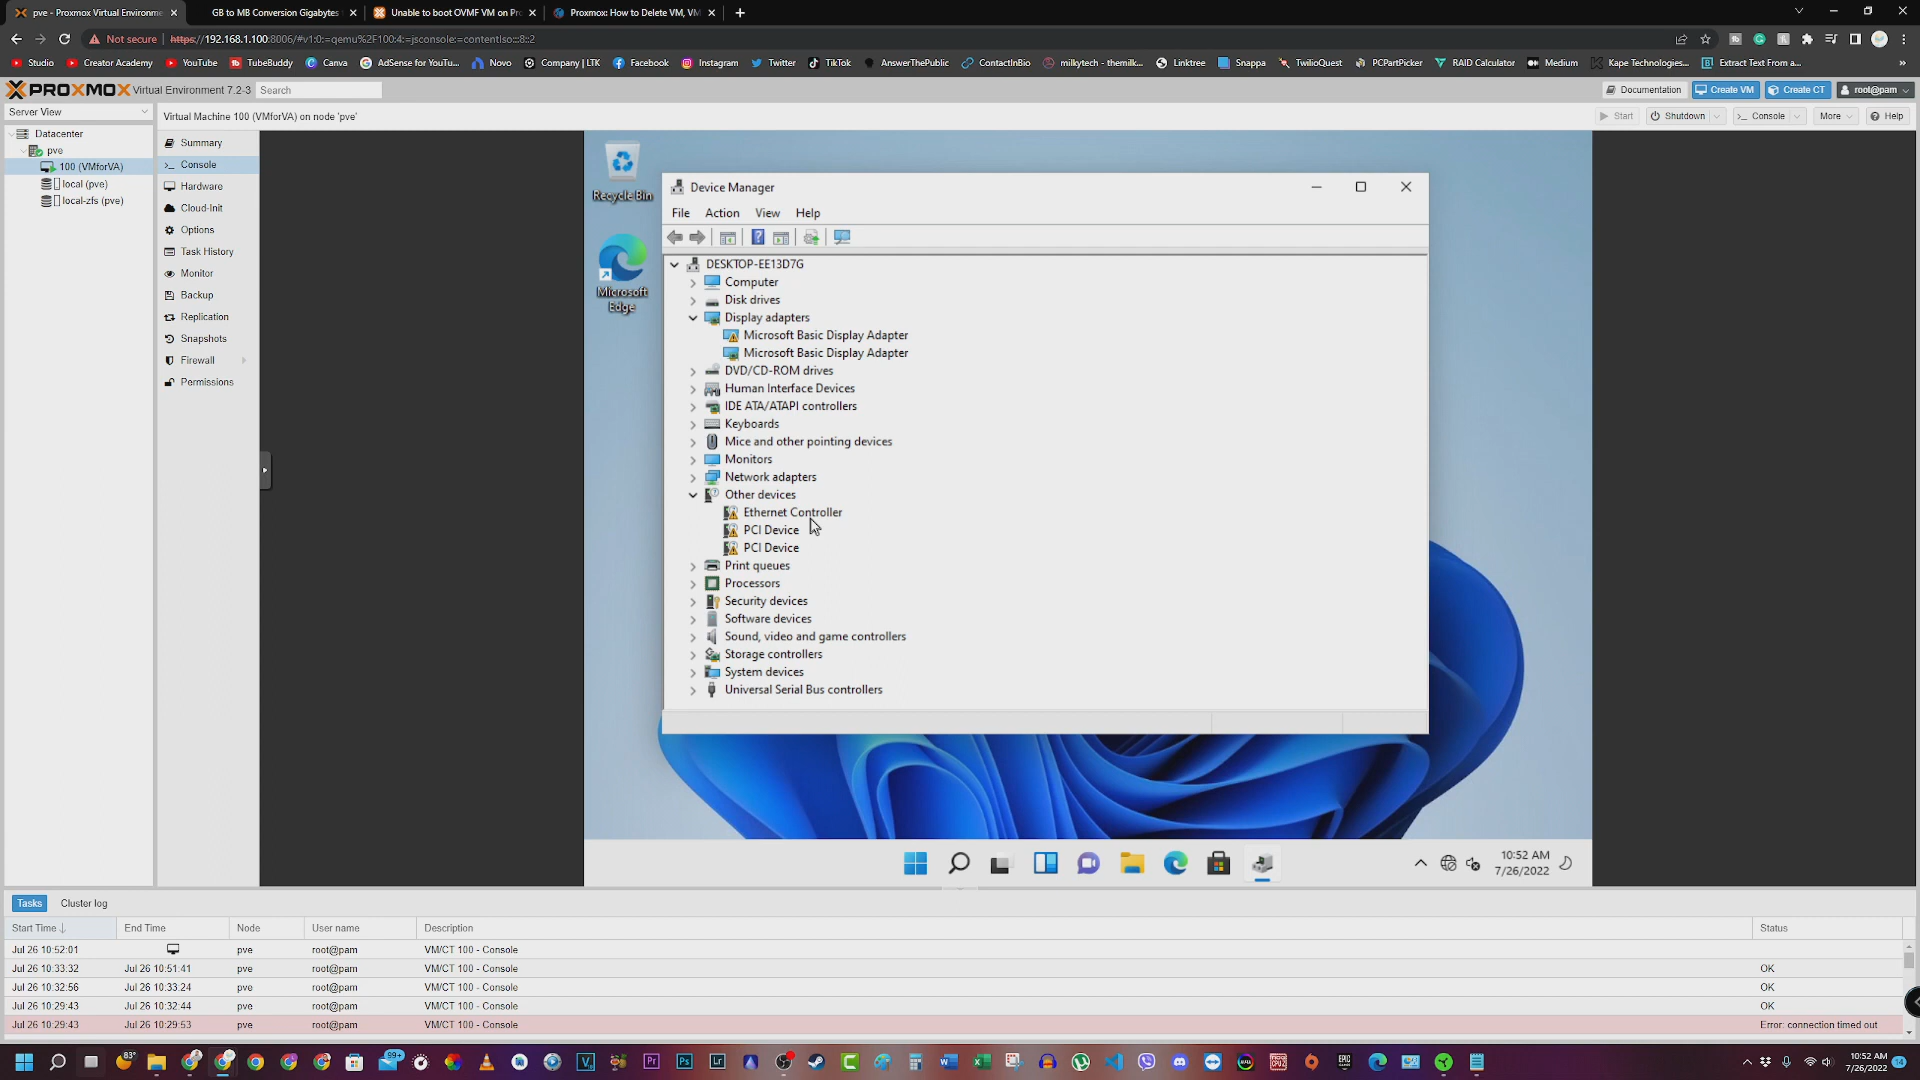 pve - Proxmox Virtual Environme
GB to MB Conversion Gigabytes
Unable to boot OVMF VM on Pr
Proxmox: How to Delete VM, VM
Not secure | https://192.168.1.100:8006/#v1:0:=qemu%2F100:4:=jsconsole:=contentIso:::8::2
Studio
Creator Academy
YouTube
TubeBuddy
Canva
AdSense for YouTu...
Novo
Company | LTK
Facebook
Instagram
Twitter
TikTok
AnswerThePublic
ContactInBio
milkytech - themilk...
Linktree
Snappa
TwilioQuest
PCPartPicker
RAID Calculator
Medium
Kape Technologies...
Extract Text From a...
PROXMOX Virtual Environment 7.2-3
Search
Documentation
Create VM
Create CT
root@pam
Server View
Virtual Machine 100 (VMforVA) on node 'pve'
Start
Shutdown
Console
More
Help
Datacenter
pve
100 (VMforVA)
local (pve)
local-zfs (pve)
Summary
Console
Hardware
Cloud-Init
Options
Task History
Monitor
Backup
Replication
Snapshots
Firewall
Permissions
Recycle Bin
Microsoft
Edge
Device Manager
File
Action
View
Help
DESKTOP-EE13D7G
Computer
Disk drives
Display adapters
Microsoft Basic Display Adapter
Microsoft Basic Display Adapter
DVD/CD-ROM drives
Human Interface Devices
IDE ATA/ATAPI controllers
Keyboards
Mice and other pointing devices
Monitors
Network adapters
Other devices
Ethernet Controller
PCI Device
PCI Device
Print queues
Processors
Security devices
Software devices
Sound, video and game controllers
Storage controllers
System devices
Universal Serial Bus controllers
10:52 AM
7/26/2022
Tasks
Cluster log
Start Time
End Time
Node
User name
Description
Status
Jul 26 10:52:01 pve root@pam VM/CT 100 - Console
Jul 26 10:33:32 Jul 26 10:51:41 pve root@pam VM/CT 100 - Console OK
Jul 26 10:32:56 Jul 26 10:33:24 pve root@pam VM/CT 100 - Console OK
Jul 26 10:29:43 Jul 26 10:32:44 pve root@pam VM/CT 100 - Console OK
Jul 26 10:29:43 Jul 26 10:29:53 pve root@pam VM/CT 100 - Console Error: connection timed out
83°
99+
10:52 AM
7/26/2022
14